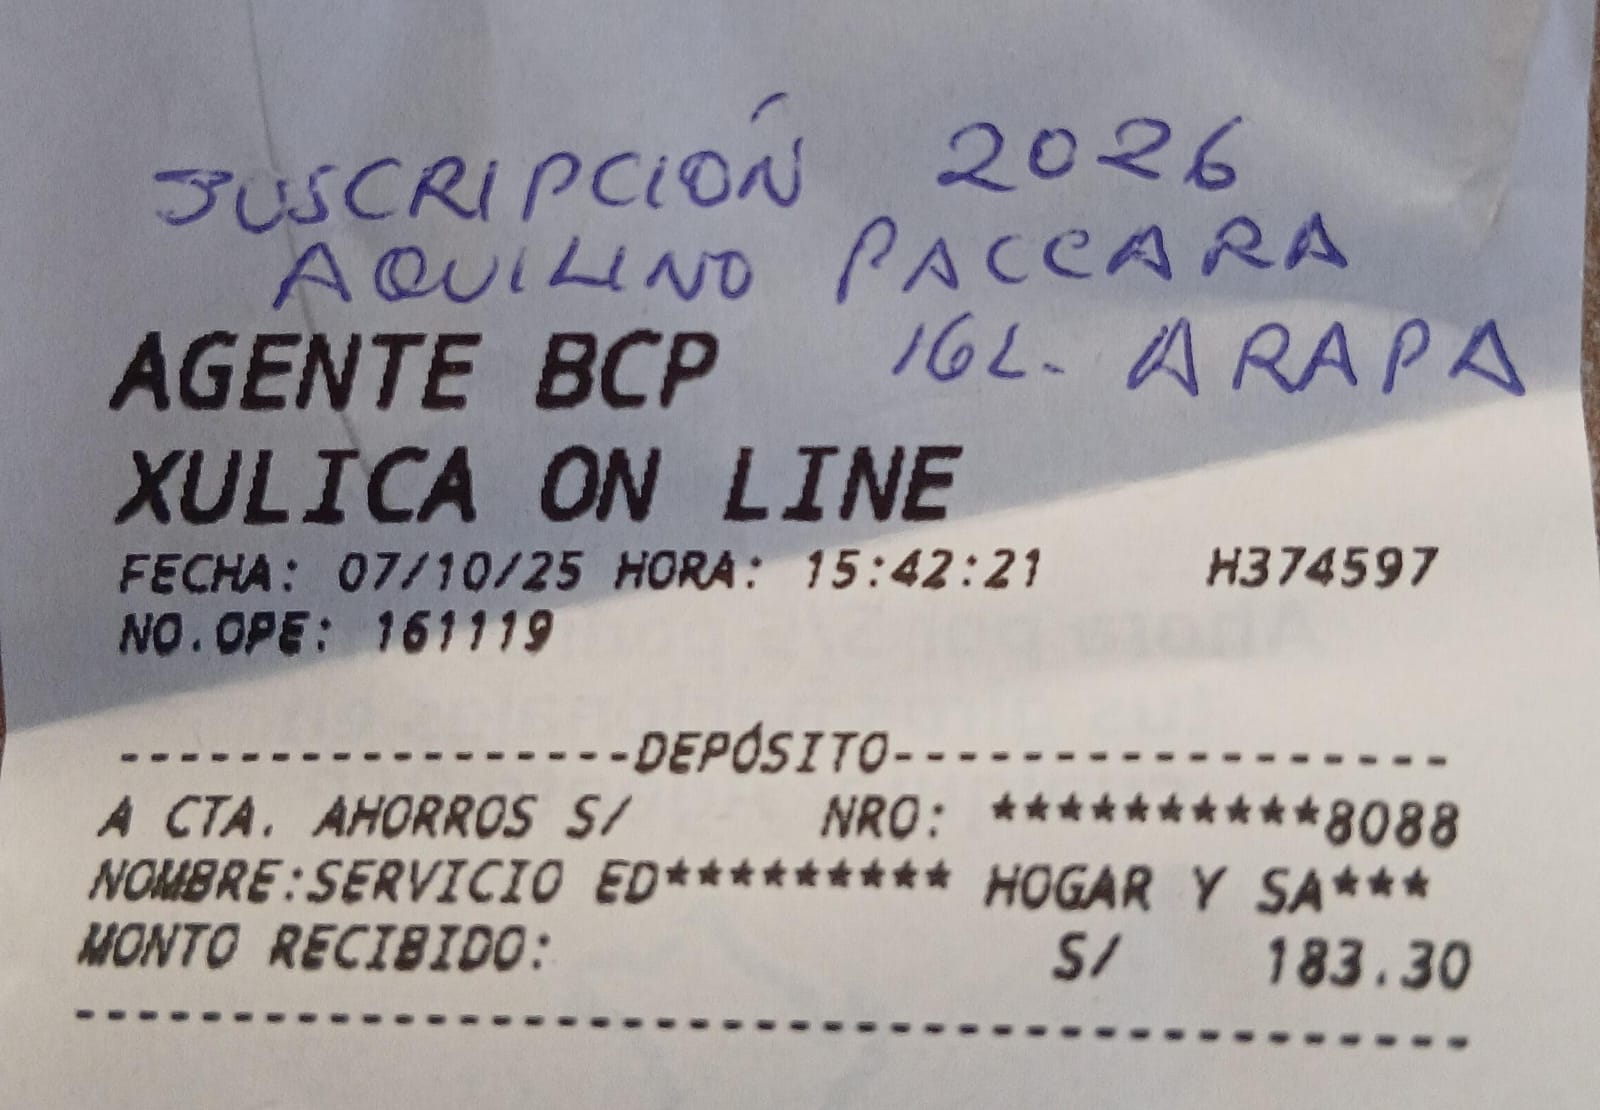 JUSCRIPCIÓN 2026
AQUILINO PACCARA
IGL. ARAPA
AGENTE BCP
XULICA ON LINE
FECHA: 07/10/25 HORA: 15:42:21 H374597
NO.OPE: 161119
-----------------DEPÓSITO-------------------
A CTA. AHORROS S/ NRO: **********8088
NOMBRE:SERVICIO ED********* HOGAR Y SA***
MONTO RECIBIDO: S/ 183.30